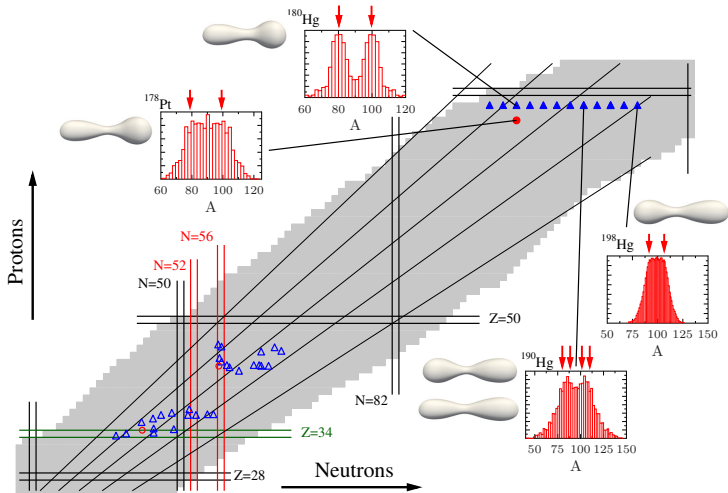 ¹⁸⁰Hg
60 80 100 120
A
¹⁷⁸Pt
60 80 100 120
A
Protons
N=56
N=52
N=50
Z=50
N=82
¹⁹⁸Hg
25 50 75 100 125 150
A
¹⁹⁰Hg
50 75 100 125 150
A
Z=34
Z=28
Neutrons